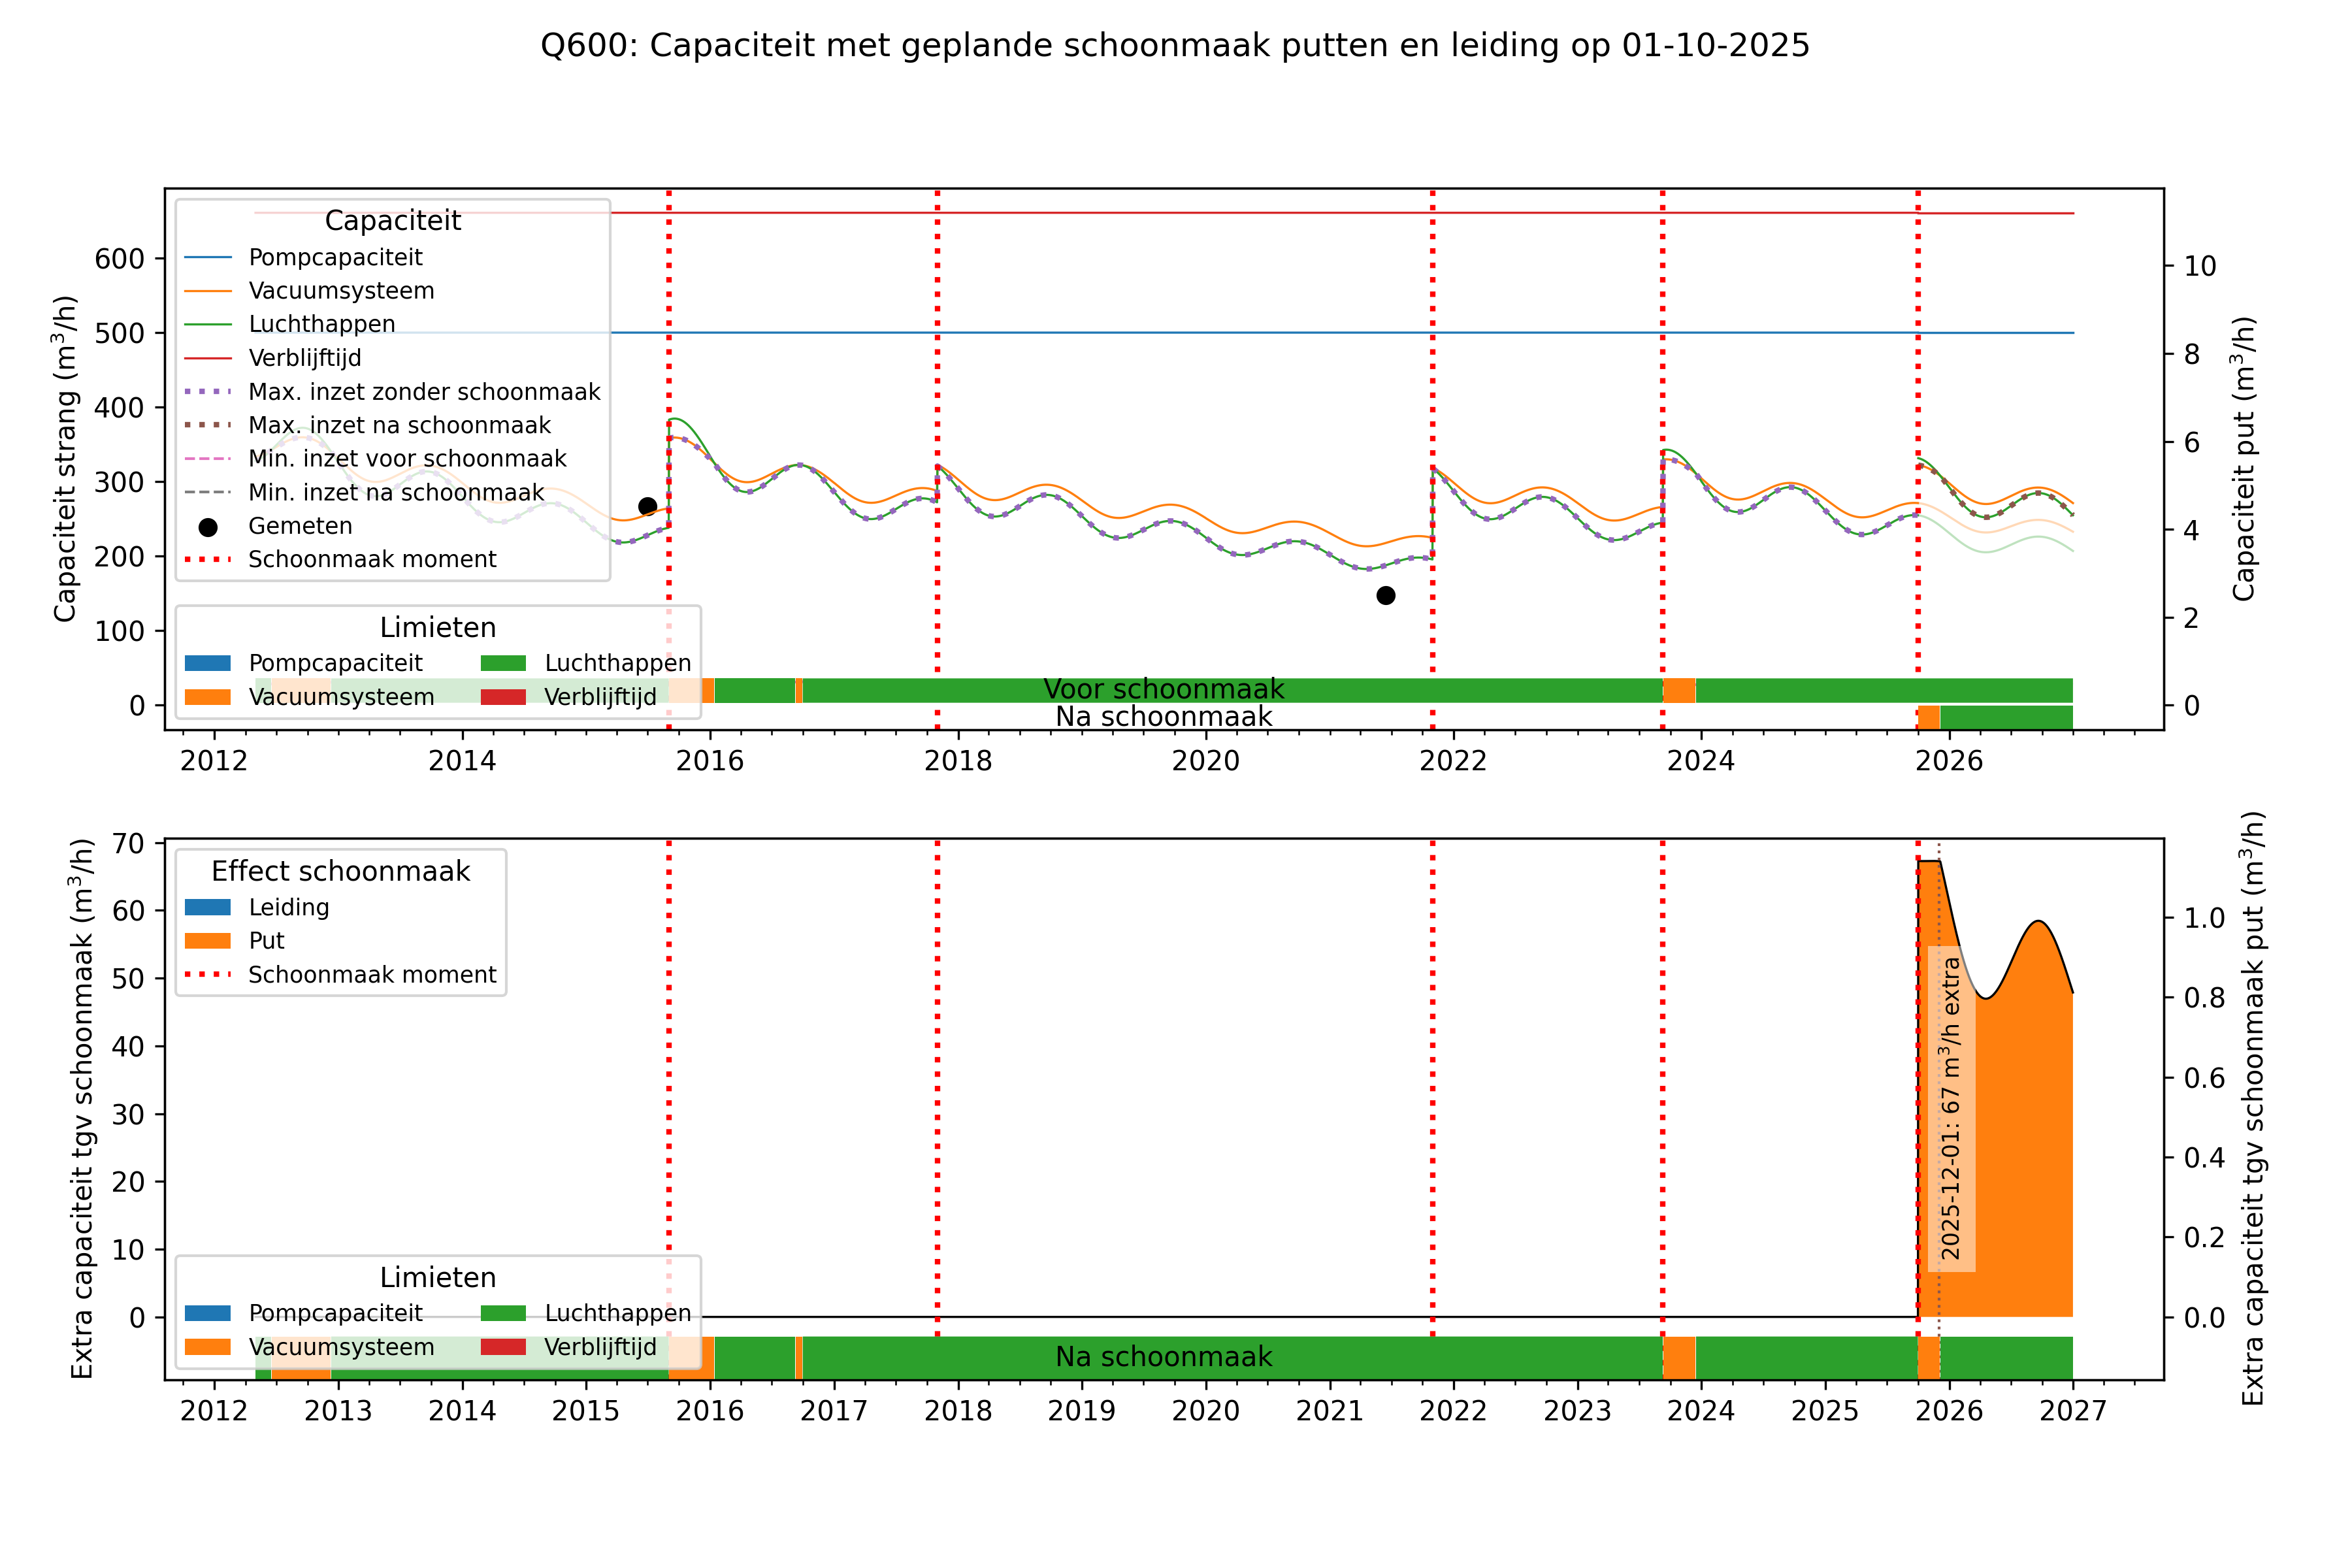 Q600: Capaciteit met geplande schoonmaak putten en leiding op 01-10-2025
Capaciteit strang (m³/h)
600
500
400
300
200
100
0
Capaciteit
Pompcapaciteit
Vacuumsysteem
Luchthappen
Verblijftijd
Max. inzet zonder schoonmaak
Max. inzet na schoonmaak
Min. inzet voor schoonmaak
Min. inzet na schoonmaak
Gemeten
Schoonmaak moment
Limieten
Pompcapaciteit Luchthappen
Vacuumsysteem Verblijftijd
Voor schoonmaak
Na schoonmaak
10
8
6
4
2
0
Capaciteit put (m³/h)
2012 2014 2016 2018 2020 2022 2024 2026
Extra capaciteit tgv schoonmaak (m³/h)
70
60
50
40
30
20
10
0
Effect schoonmaak
Leiding
Put
Schoonmaak moment
Limieten
Pompcapaciteit Luchthappen
Vacuumsysteem Verblijftijd
Na schoonmaak
2025-12-01: 67 m³/h extra
1.0
0.8
0.6
0.4
0.2
0.0
Extra capaciteit tgv schoonmaak put (m³/h)
2012 2013 2014 2015 2016 2017 2018 2019 2020 2021 2022 2023 2024 2025 2026 2027